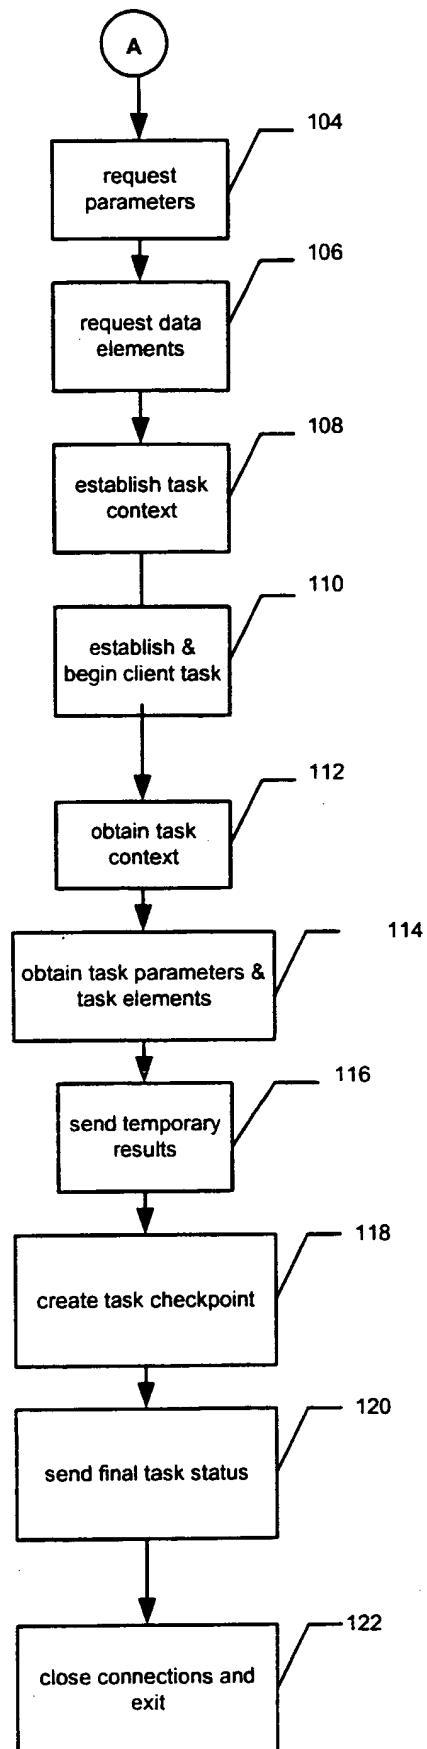 A
104
request
parameters
106
request data
elements
108
establish task
context
110
establish &
begin client task
112
obtain task
context
114
obtain task parameters &
task elements
116
send temporary
results
118
create task checkpoint
120
send final task status
122
close connections and
exit